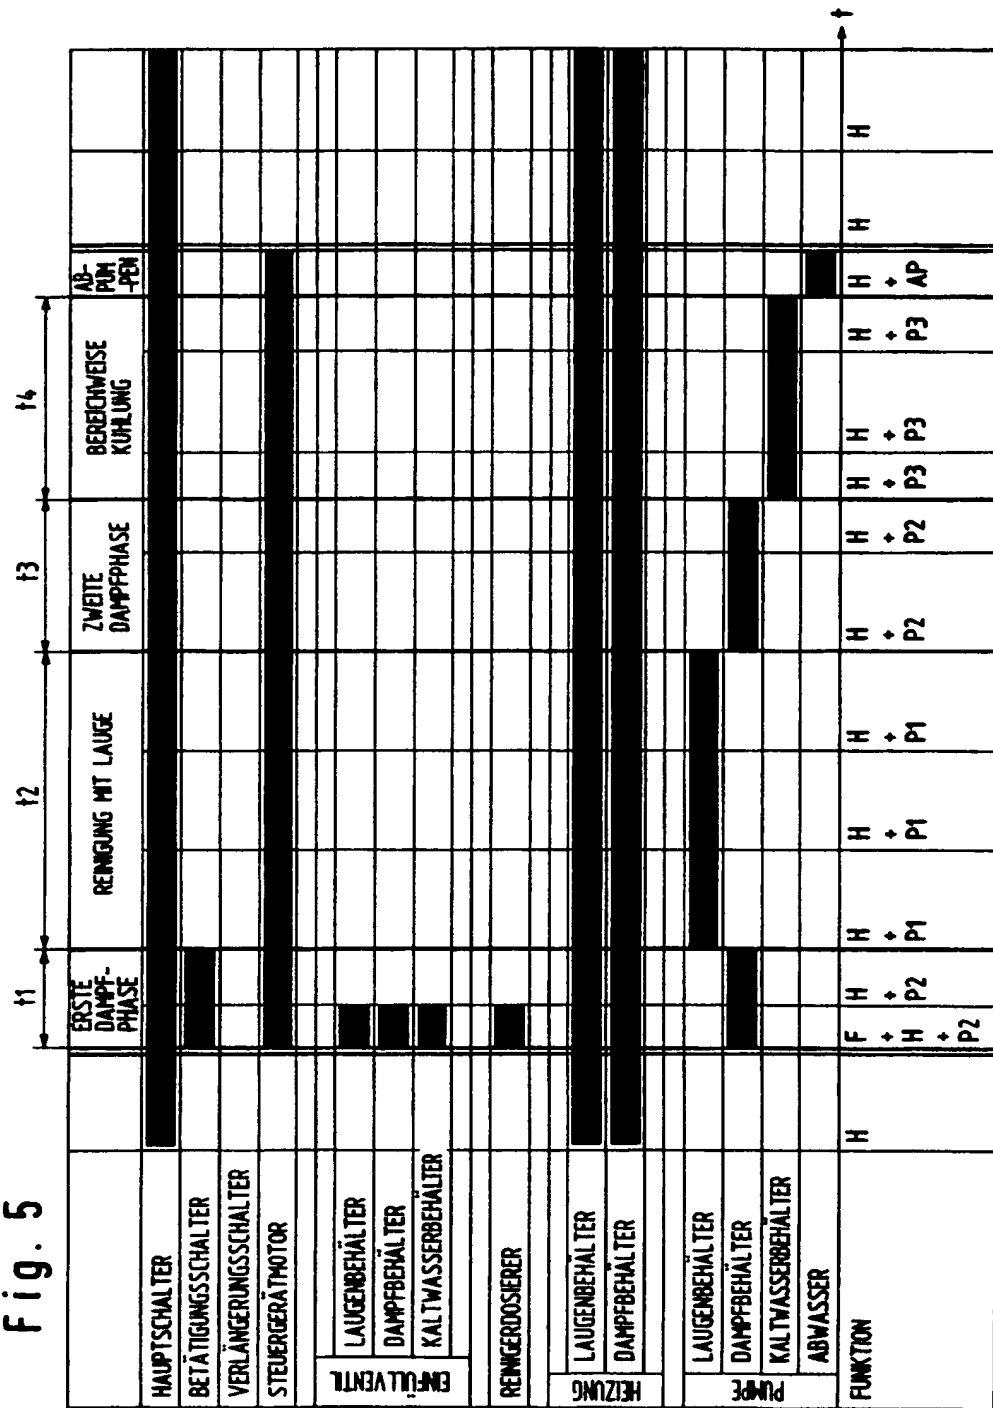 Fig. 5
t1
t2
t3
t4
ERSTE
DAMPF-
PHASE
REINIGUNG MIT LAUGE
ZWEITE
DAMPFPHASE
BEREICHWEISE
KUHLUNG
AB-
PUM
-PEN
HAUPTSCHALTER
BETÄTIGUNGSSCHALTER
VERLÄNGERUNGSSCHALTER
STEUERGERÄTMOTOR
EINFÜLLVENTIL
LAUGENBEHÄLTER
DAMPFBEHÄLTER
KALTWASSERBEHÄLTER
REINIGERDOSIERER
HEIZUNG
LAUGENBEHÄLTER
DAMPFBEHÄLTER
PUMPE
LAUGENBEHÄLTER
DAMPFBEHÄLTER
KALTWASSERBEHÄLTER
ABWASSER
t
FUNKTION
H
F
+
H
+
P2
H
+
P2
H
+
P1
H
+
P1
H
+
P1
H
+
P2
H
+
P2
H
+
P3
H
+
P3
H
+
P3
H
+
AP
H
H